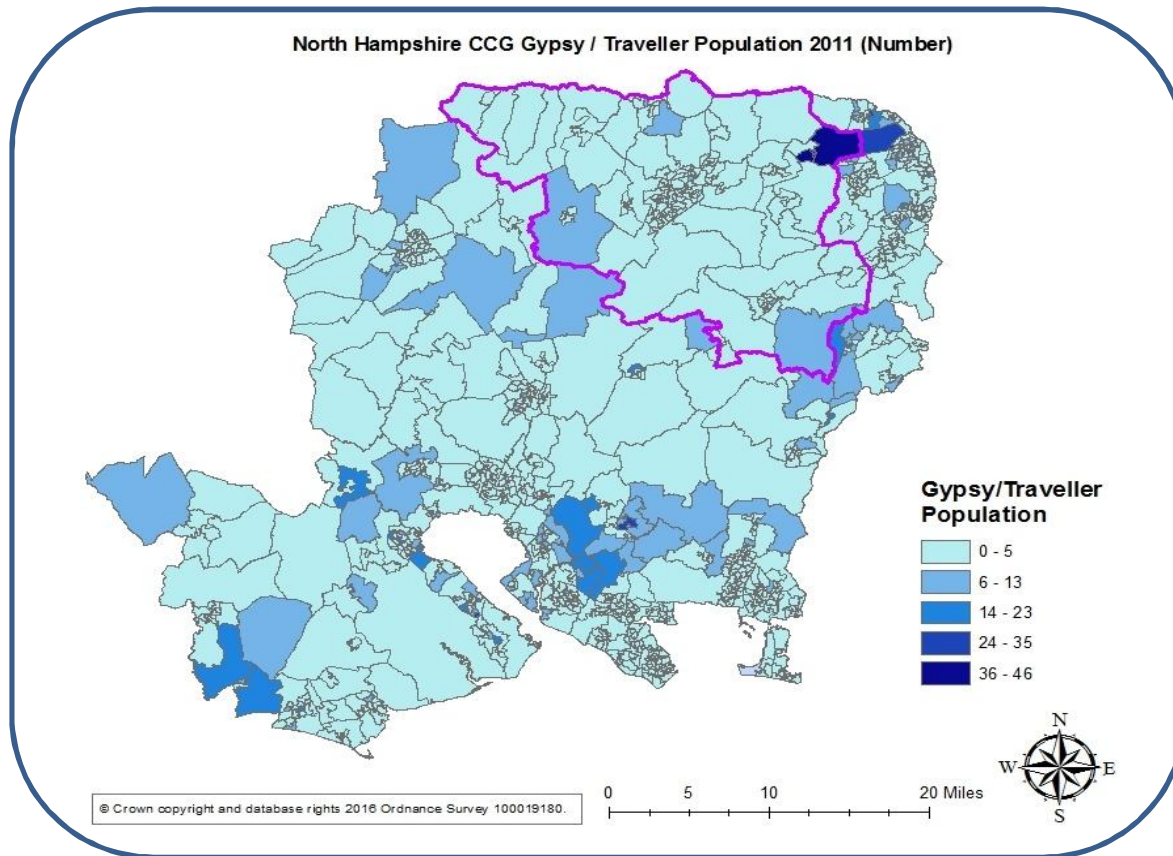 North Hampshire CCG Gypsy / Traveller Population 2011 (Number)
Gypsy/Traveller
Population
0 - 5
6 - 13
14 - 23
24 - 35
36 - 46
N
W E
S
0 5 10 20 Miles
© Crown copyright and database rights 2016 Ordnance Survey 100019180.